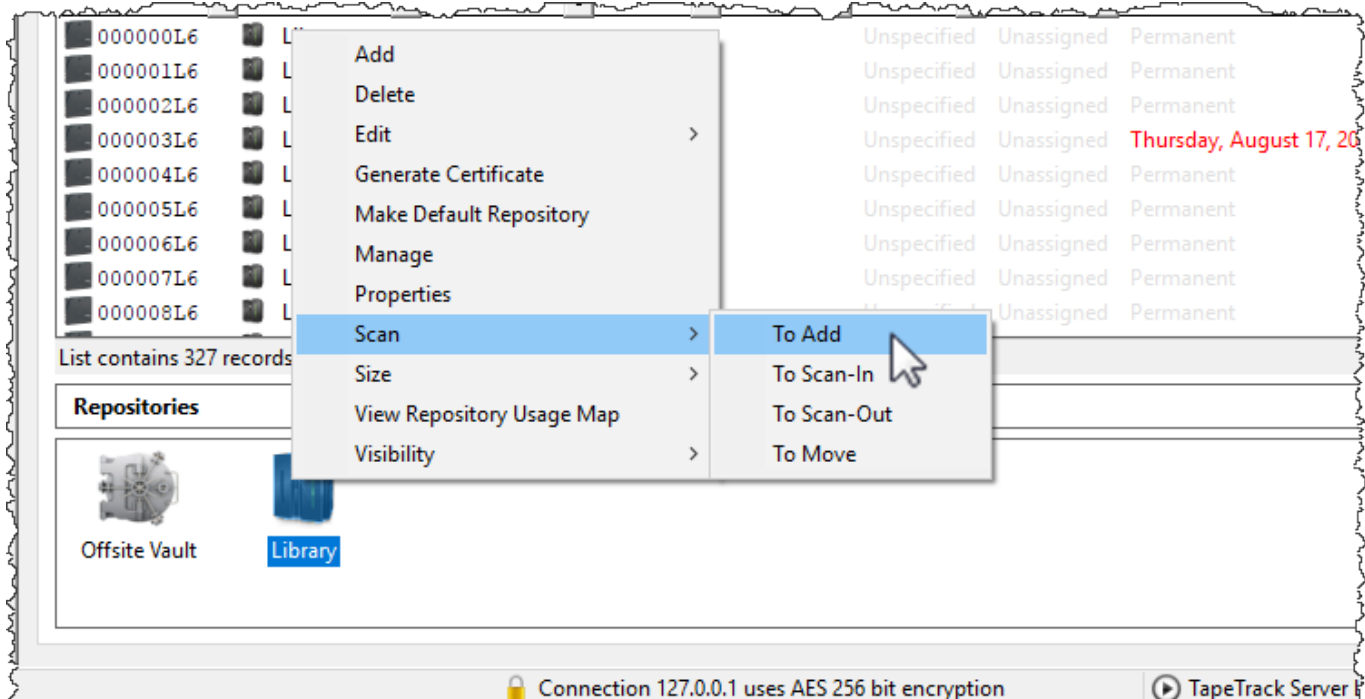 000000L6 Unspecified Unassigned Permanent
Add
000001L6 Unspecified Unassigned Permanent
Delete
000002L6 Unspecified Unassigned Permanent
Edit
000003L6 Unspecified Unassigned Thursday, August 17, 20
000004L6 Generate Certificate Unspecified Unassigned Permanent
000005L6 Make Default Repository Unspecified Unassigned Permanent
000006L6 Unspecified Unassigned Permanent
Manage
000007L6 Unspecified Unassigned Permanent
Properties
000008L6 Unassigned Permanent
Scan To Add
List contains 327 records
Size To Scan-In
Repositories View Repository Usage Map To Scan-Out
Visibility To Move
Offsite Vault Library
Connection 127.0.0.1 uses AES 256 bit encryption TapeTrack Server